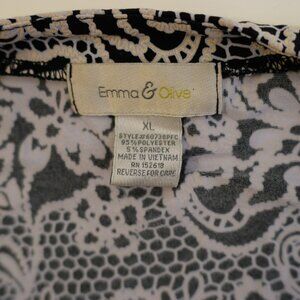 Emma & Olive
XL
STYLE#60738PFC
95%POLYESTER
5%SPANDEX
MADE IN VIETNAM
RN 152619
REVERSE FOR CARE